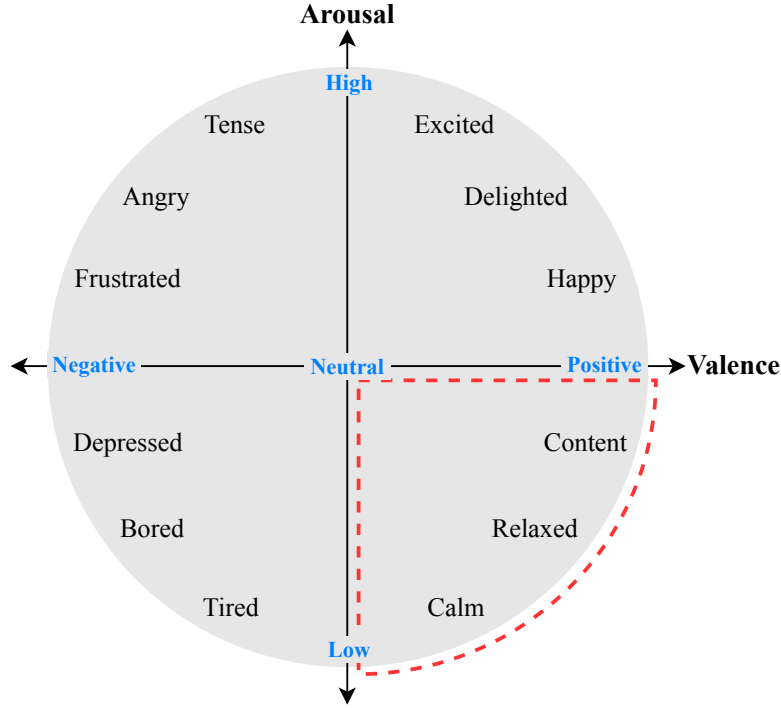 Arousal
High
Tense
Excited
Angry
Delighted
Frustrated
Happy
Negative
Neutral
Positive
Valence
Depressed
Content
Bored
Relaxed
Tired
Calm
Low